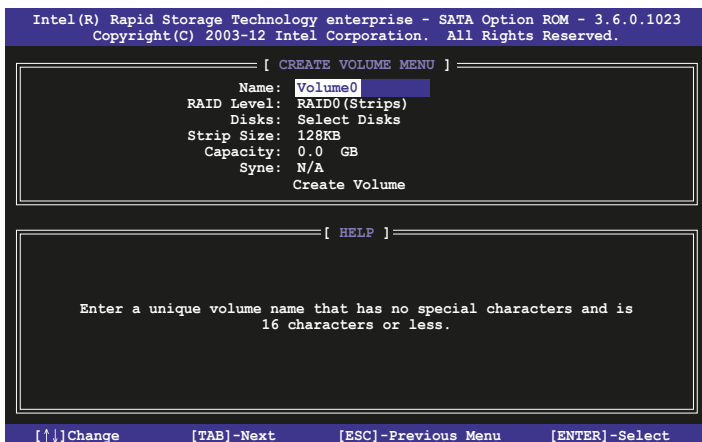 Intel(R) Rapid Storage Technology enterprise - SATA Option ROM - 3.6.0.1023
Copyright(C) 2003-12 Intel Corporation. All Rights Reserved.
[ CREATE VOLUME MENU ]
Name: Volume0
RAID Level: RAID0(Strips)
Disks: Select Disks
Strip Size: 128KB
Capacity: 0.0 GB
Syne: N/A
Create Volume
[ HELP ]
Enter a unique volume name that has no special characters and is
16 characters or less.
[↑↓]Change [TAB]-Next [ESC]-Previous Menu [ENTER]-Select